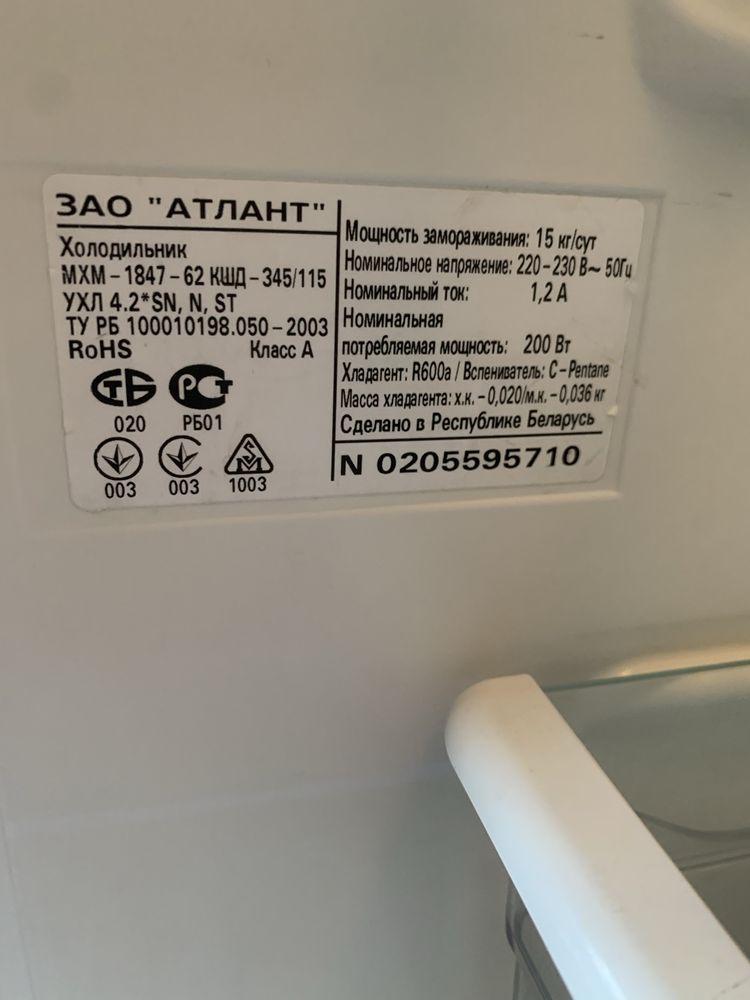 ЗАО "АТЛАНТ"
Холодильник
МХМ-1847-62 КШД-345/115
УХЛ 4.2*SN, N, ST
ТУ РБ 100010198.050-2003
RoHS Класс А
СТБ РСТ
020 РБ01
003 003 1003
Мощность замораживания: 15 кг/сут
Номинальное напряжение: 220-230 В~ 50Гц
Номинальный ток: 1,2 А
Номинальная
потребляемая мощность: 200 Вт
Хладагент: R600a / Вспениватель: C-Pentane
Масса хладагента: х.к. -0,020/м.к. -0,036 кг
Сделано в Республике Беларусь
N 0205595710